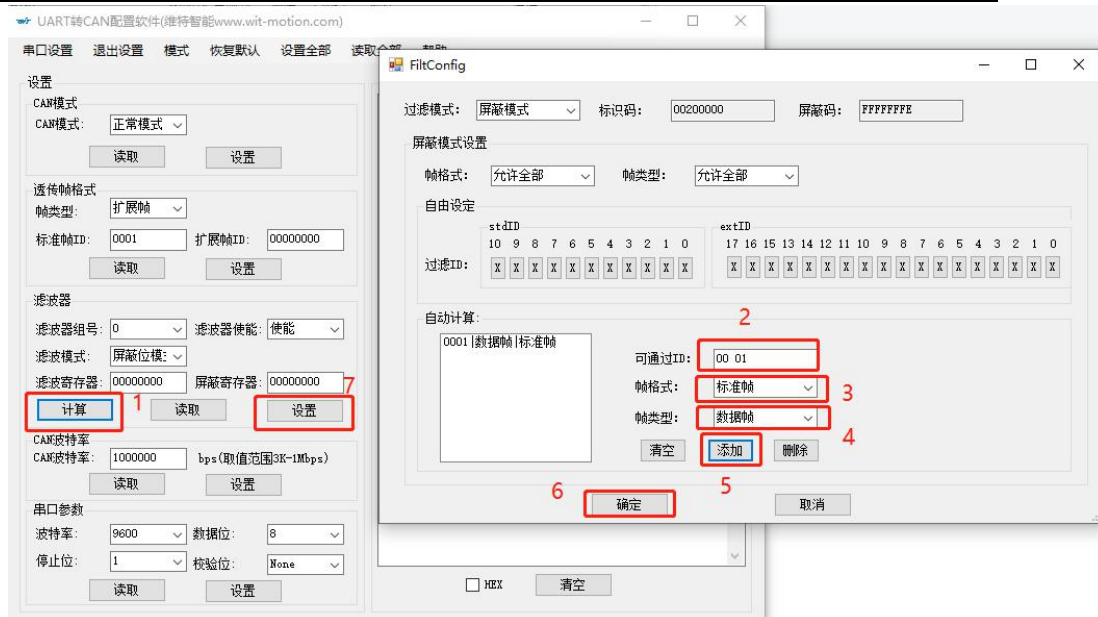 UART转CAN配置软件(维特智能www.wit-motion.com)
串口设置 退出设置 模式 恢复默认 设置全部 读取全部 帮助
设置
CAN模式
CAN模式: 正常模式
读取 设置
透传帧格式
帧类型: 扩展帧
标准帧ID: 0001 扩展帧ID: 00000000
读取 设置
滤波器
滤波器组号: 0 滤波器使能: 使能
滤波模式: 屏蔽位模:
滤波寄存器: 00000000 屏蔽寄存器: 00000000
7
计算 1 读取 设置
CAN波特率
CAN波特率: 1000000 bps(取值范围3K-1Mbps)
读取 设置
串口参数
波特率: 9600 数据位: 8
停止位: 1 校验位: None
读取 设置
HEX 清空
FiltConfig
过滤模式: 屏蔽模式 标识码: 00200000 屏蔽码: FFFFFFFE
屏蔽模式设置
帧格式: 允许全部 帧类型: 允许全部
自由设定
stdID extID
10 9 8 7 6 5 4 3 2 1 0 17 16 15 13 14 12 11 10 9 8 7 6 5 4 3 2 1 0
过滤ID: X X X X X X X X X X X X X X X X X X X X X X X X X X X X X
自动计算:
2
0001|数据帧|标准帧
可通过ID: 00 01
帧格式: 标准帧 3
帧类型: 数据帧 4
清空 添加 删除
5
6 确定 取消